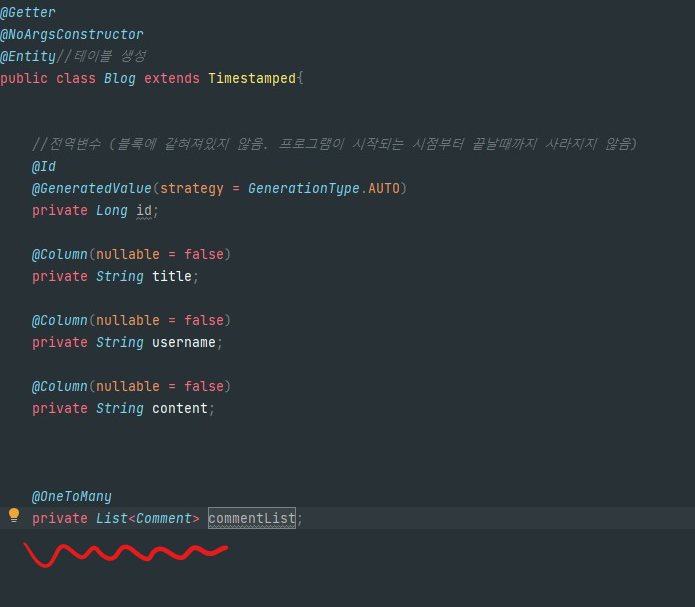 @Getter
@NoArgsConstructor
@Entity//테이블 생성
public class Blog extends Timestamped{
//전역변수 (블록에 갇혀져있지 않음. 프로그램이 시작되는 시점부터 끝날때까지 사라지지 않음)
@Id
@GeneratedValue(strategy = GenerationType.AUTO)
private Long id;
@Column(nullable = false)
private String title;
@Column(nullable = false)
private String username;
@Column(nullable = false)
private String content;
@OneToMany
private List<Comment> commentList;